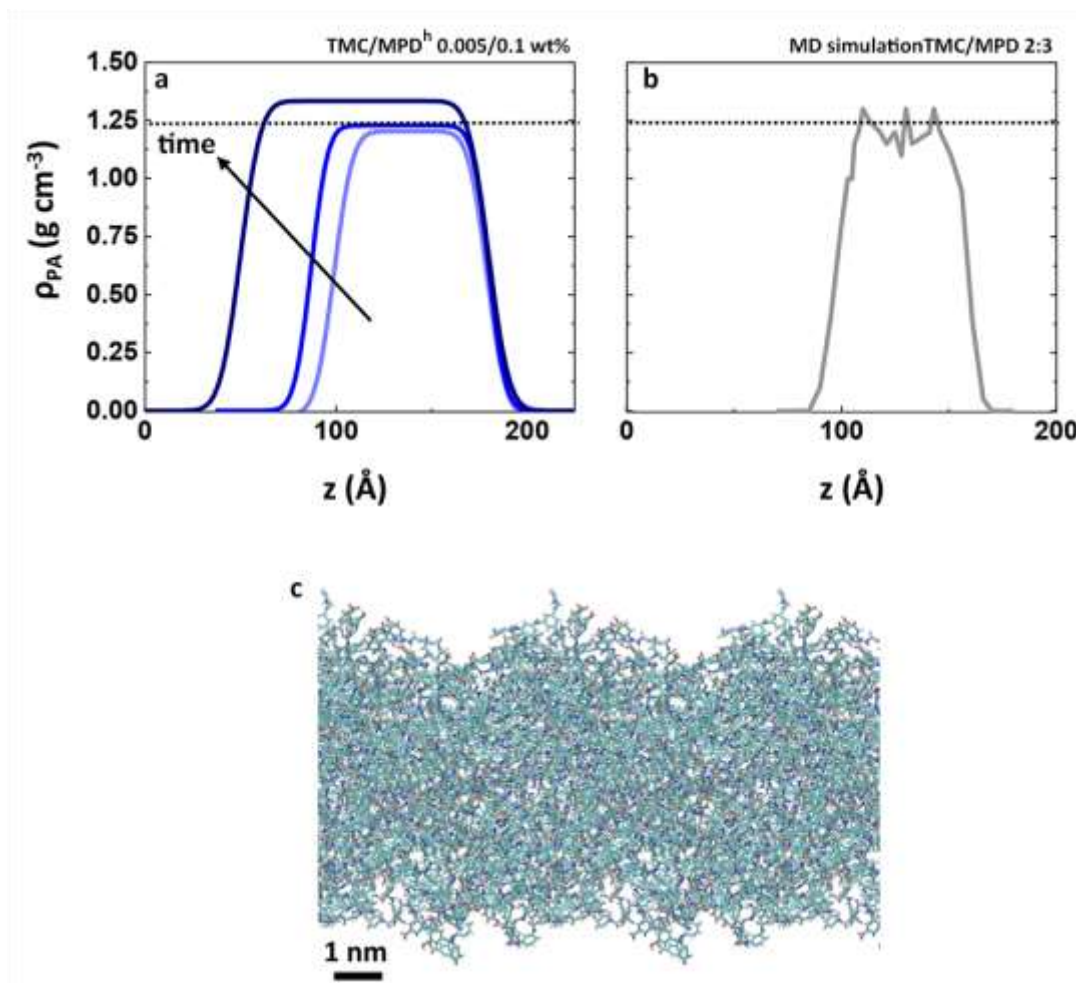 TMC/MPDʰ 0.005/0.1 wt%
MD simulationTMC/MPD 2:3
a
b
1.50
1.25
1.00
0.75
0.50
0.25
0.00
time
ρPA (g cm⁻³)
0
100
200
0
100
200
z (Å)
z (Å)
c
1 nm